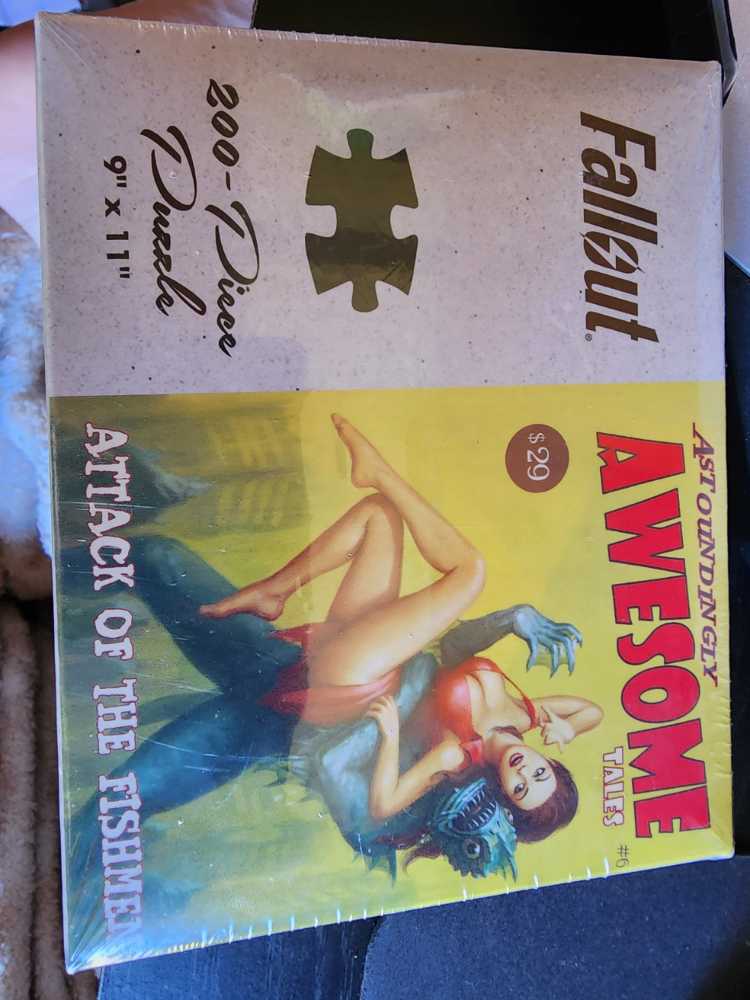 Fallout®
200-Piece
Puzzle
9" x 11"
ASTOUNDINGLY
AWESOME
TALES
#6
$29
ATTACK OF THE FISHMEN